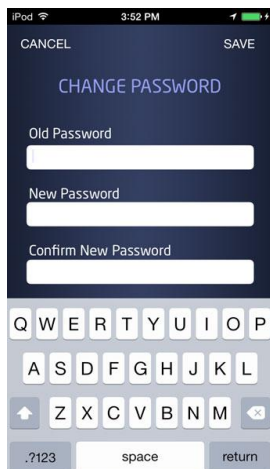 iPod 3:52 PM
CANCEL SAVE
CHANGE PASSWORD
Old Password
New Password
Confirm New Password
Q W E R T Y U I O P
A S D F G H J K L
Z X C V B N M
.?123 space return